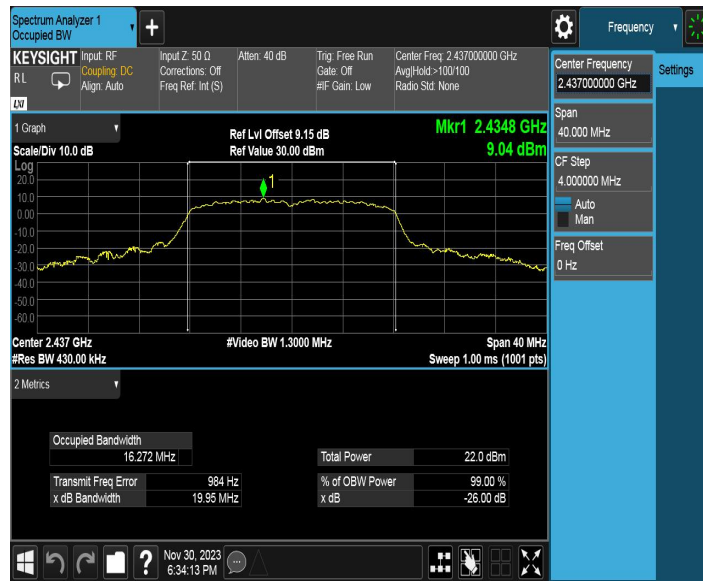 Spectrum Analyzer 1
Occupied BW
+
Frequency
KEYSIGHT
Input: RF
Input Z: 50 Ω
Atten: 40 dB
Trig: Free Run
Center Freq: 2.437000000 GHz
RL
Coupling: DC
Corrections: Off
Gate: Off
Avg|Hold:>100/100
Align: Auto
Freq Ref: Int (S)
#IF Gain: Low
Radio Std: None
LXI
Center Frequency
2.437000000 GHz
Settings
Span
40.000 MHz
CF Step
4.000000 MHz
Auto
Man
Freq Offset
0 Hz
1 Graph
Ref Lvl Offset 9.15 dB
Mkr1 2.4348 GHz
Scale/Div 10.0 dB
Ref Value 30.00 dBm
9.04 dBm
Log
1
20.0
10.0
0.00
-10.0
-20.0
-30.0
-40.0
-50.0
-60.0
Center 2.437 GHz
#Video BW 1.3000 MHz
Span 40 MHz
#Res BW 430.00 kHz
Sweep 1.00 ms (1001 pts)
2 Metrics
Occupied Bandwidth
16.272 MHz
Total Power
22.0 dBm
Transmit Freq Error
984 Hz
% of OBW Power
99.00 %
x dB Bandwidth
19.95 MHz
x dB
-26.00 dB
?
Nov 30, 2023
6:34:13 PM